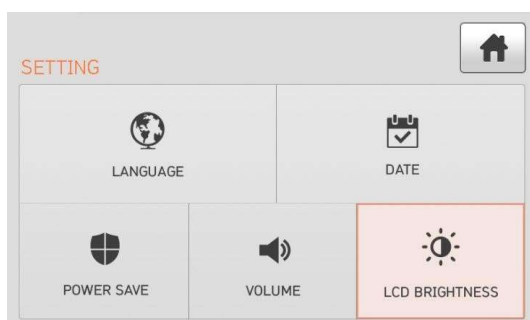 SETTING
LANGUAGE
DATE
POWER SAVE
VOLUME
LCD BRIGHTNESS